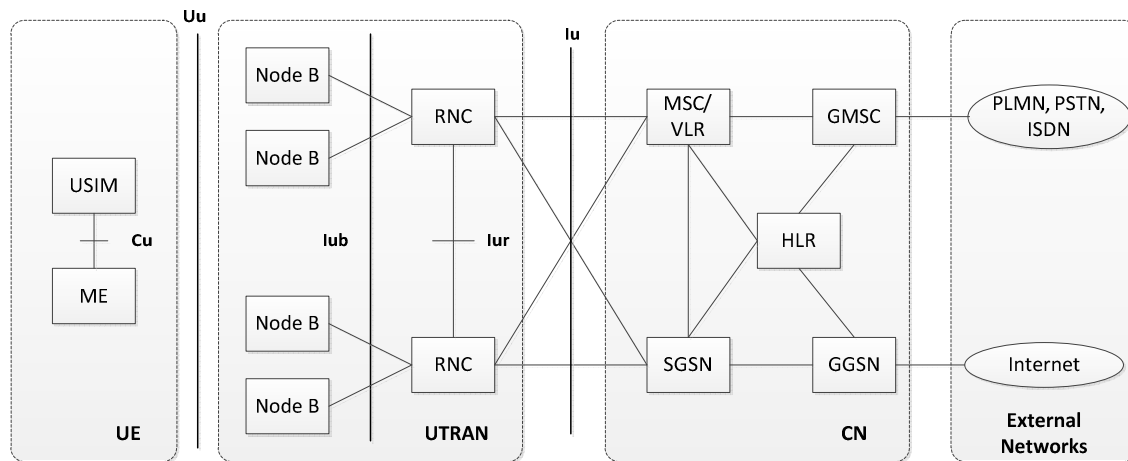 Uu
Iu
Node B
Node B
RNC
MSC/
VLR
GMSC
PLMN, PSTN,
ISDN
USIM
Cu
ME
Iub
Iur
HLR
Node B
Node B
RNC
SGSN
GGSN
Internet
UE
UTRAN
CN
External
Networks